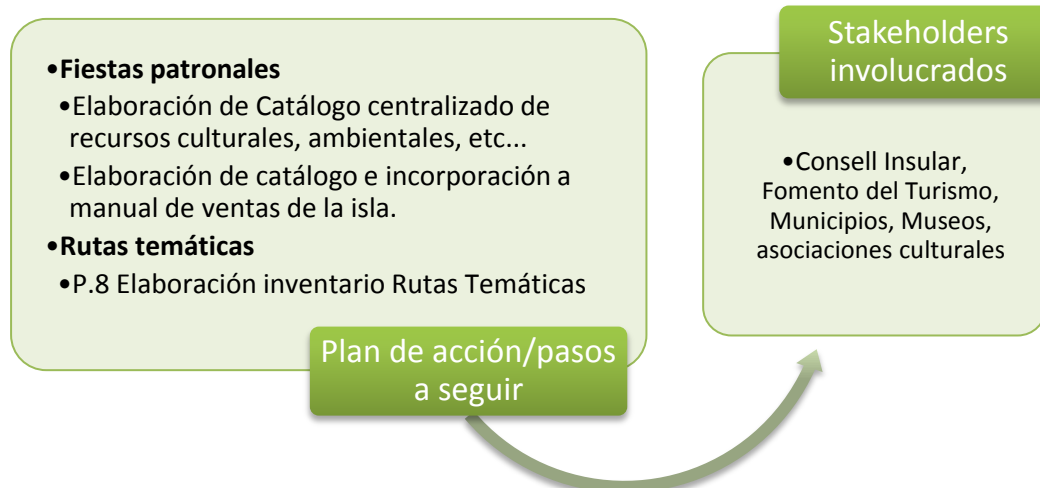 •Fiestas patronales
•Elaboración de Catálogo centralizado de
recursos culturales, ambientales, etc...
•Elaboración de catálogo e incorporación a
manual de ventas de la isla.
•Rutas temáticas
•P.8 Elaboración inventario Rutas Temáticas
Plan de acción/pasos
a seguir
Stakeholders
involucrados
•Consell Insular,
Fomento del Turismo,
Municipios, Museos,
asociaciones culturales